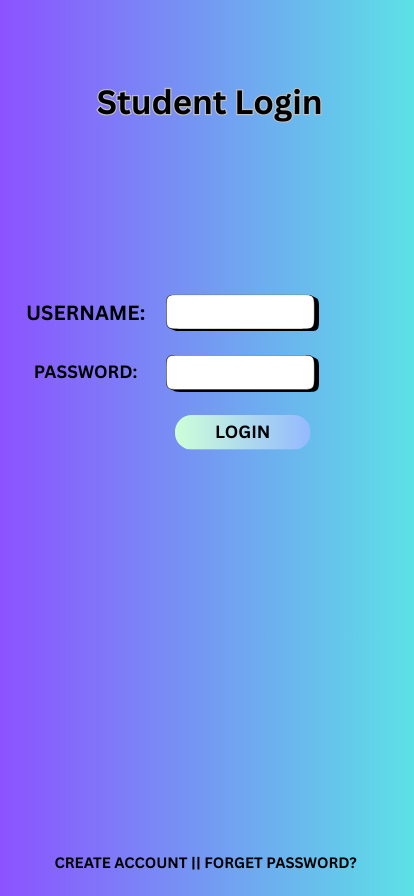 Student Login
USERNAME:
PASSWORD:
LOGIN
CREATE ACCOUNT || FORGET PASSWORD?